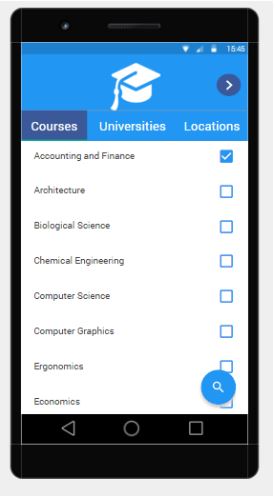 15:45
Courses Universities Locations
Accounting and Finance
Architecture
Biological Science
Chemical Engineering
Computer Science
Computer Graphics
Ergonomics
Economics